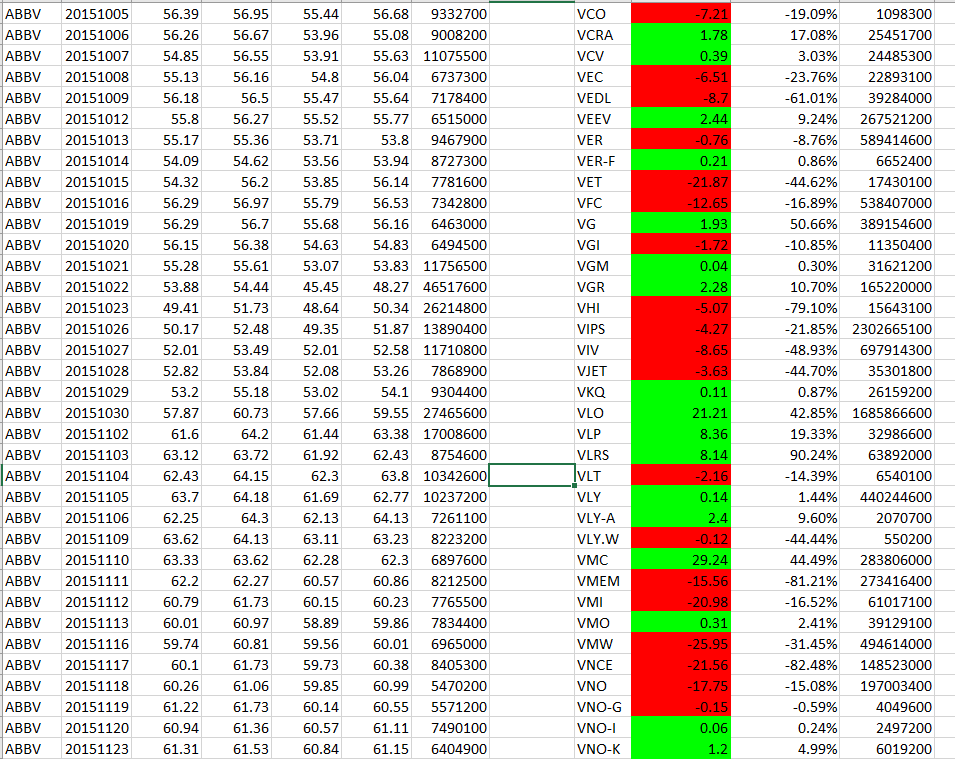 ABBV 20151005 56.39 56.95 55.44 56.68 9332700 VCO -7.21 -19.09% 1098300
ABBV 20151006 56.26 56.67 53.96 55.08 9008200 VCRA 1.78 17.08% 25451700
ABBV 20151007 54.85 56.55 53.91 55.63 11075500 VCV 0.39 3.03% 24485300
ABBV 20151008 55.13 56.16 54.8 56.04 6737300 VEC -6.51 -23.76% 22893100
ABBV 20151009 56.18 56.5 55.47 55.64 7178400 VEDL -8.7 -61.01% 39284000
ABBV 20151012 55.8 56.27 55.52 55.77 6515000 VEEV 2.44 9.24% 267521200
ABBV 20151013 55.17 55.36 53.71 53.8 9467900 VER -0.76 -8.76% 589414600
ABBV 20151014 54.09 54.62 53.56 53.94 8727300 VER-F 0.21 0.86% 6652400
ABBV 20151015 54.32 56.2 53.85 56.14 7781600 VET -21.87 -44.62% 17430100
ABBV 20151016 56.29 56.97 55.79 56.53 7342800 VFC -12.65 -16.89% 538407000
ABBV 20151019 56.29 56.7 55.68 56.16 6463000 VG 1.93 50.66% 389154600
ABBV 20151020 56.15 56.38 54.63 54.83 6494500 VGI -1.72 -10.85% 11350400
ABBV 20151021 55.28 55.61 53.07 53.83 11756500 VGM 0.04 0.30% 31621200
ABBV 20151022 53.88 54.44 45.45 48.27 46517600 VGR 2.28 10.70% 165220000
ABBV 20151023 49.41 51.73 48.64 50.34 26214800 VHI -5.07 -79.10% 15643100
ABBV 20151026 50.17 52.48 49.35 51.87 13890400 VIPS -4.27 -21.85% 2302665100
ABBV 20151027 52.01 53.49 52.01 52.58 11710800 VIV -8.65 -48.93% 697914300
ABBV 20151028 52.82 53.84 52.08 53.26 7868900 VJET -3.63 -44.70% 35301800
ABBV 20151029 53.2 55.18 53.02 54.1 9304400 VKQ 0.11 0.87% 26159200
ABBV 20151030 57.87 60.73 57.66 59.55 27465600 VLO 21.21 42.85% 1685866600
ABBV 20151102 61.6 64.2 61.44 63.38 17008600 VLP 8.36 19.33% 32986600
ABBV 20151103 63.12 63.72 61.92 62.43 8754600 VLRS 8.14 90.24% 63892000
ABBV 20151104 62.43 64.15 62.3 63.8 10342600 VLT -2.16 -14.39% 6540100
ABBV 20151105 63.7 64.18 61.69 62.77 10237200 VLY 0.14 1.44% 440244600
ABBV 20151106 62.25 64.3 62.13 64.13 7261100 VLY-A 2.4 9.60% 2070700
ABBV 20151109 63.62 64.13 63.11 63.23 8223200 VLY.W -0.12 -44.44% 550200
ABBV 20151110 63.33 63.62 62.28 62.3 6897600 VMC 29.24 44.49% 283806000
ABBV 20151111 62.2 62.27 60.57 60.86 8212500 VMEM -15.56 -81.21% 273416400
ABBV 20151112 60.79 61.73 60.15 60.23 7765500 VMI -20.98 -16.52% 61017100
ABBV 20151113 60.01 60.97 58.89 59.86 7834400 VMO 0.31 2.41% 39129100
ABBV 20151116 59.74 60.81 59.56 60.01 6965000 VMW -25.95 -31.45% 494614000
ABBV 20151117 60.1 61.73 59.73 60.38 8405300 VNCE -21.56 -82.48% 148523000
ABBV 20151118 60.26 61.06 59.85 60.99 5470200 VNO -17.75 -15.08% 197003400
ABBV 20151119 61.22 61.73 60.14 60.55 5571200 VNO-G -0.15 -0.59% 4049600
ABBV 20151120 60.94 61.36 60.57 61.11 7490100 VNO-I 0.06 0.24% 2497200
ABBV 20151123 61.31 61.53 60.84 61.15 6404900 VNO-K 1.2 4.99% 6019200